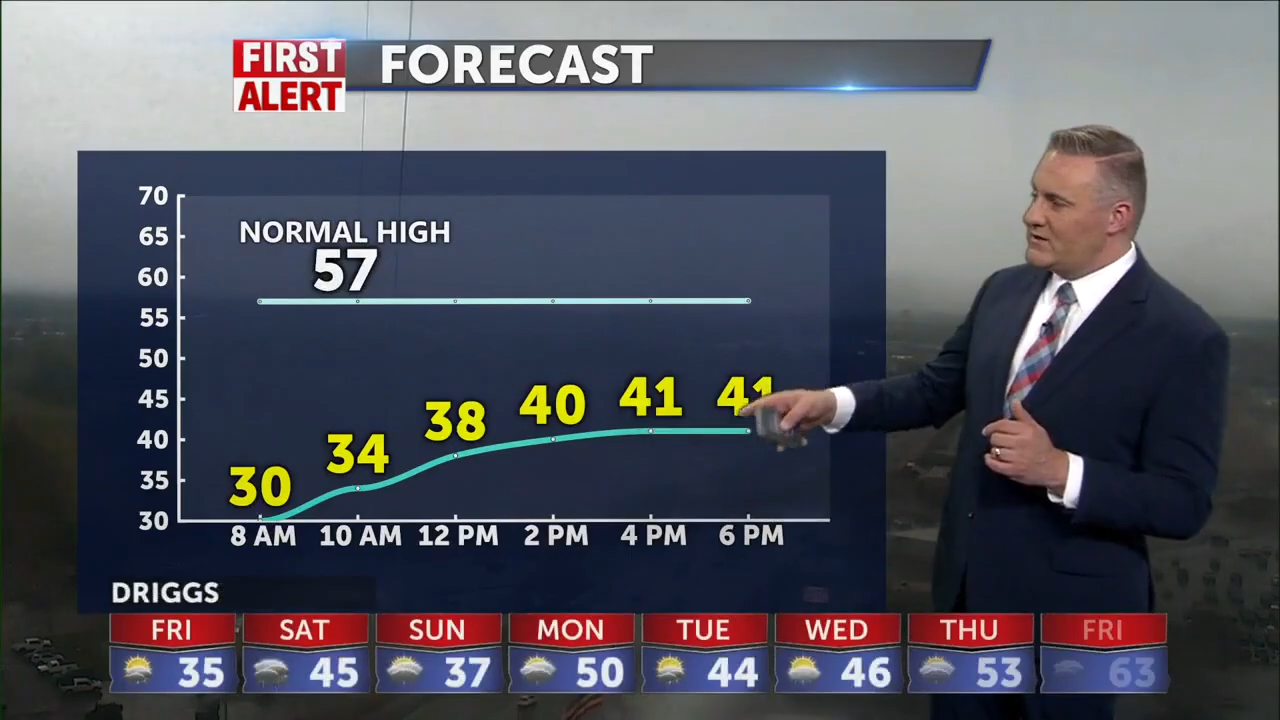 FIRST
ALERT
FORECAST
70
65
60
55
50
45
40
35
30
NORMAL HIGH
57
30
34
38
40
41
41
8 AM
10 AM
12 PM
2 PM
4 PM
6 PM
DRIGGS
FRI
SAT
SUN
MON
TUE
WED
THU
FRI
35
45
37
50
44
46
53
63